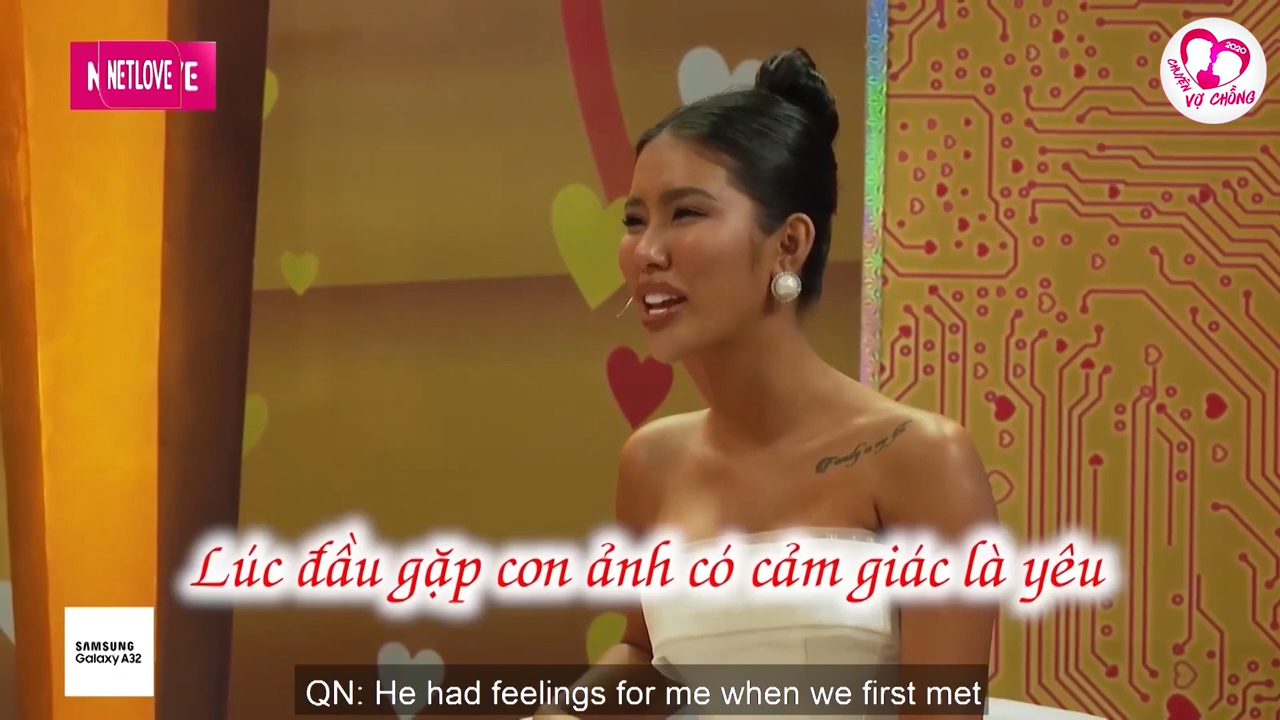 NETLOVE
2020
CHUYỆN
VỢ CHỒNG
Lúc đầu gặp con ảnh có cảm giác là yêu
SAMSUNG
Galaxy A32
QN: He had feelings for me when we first met